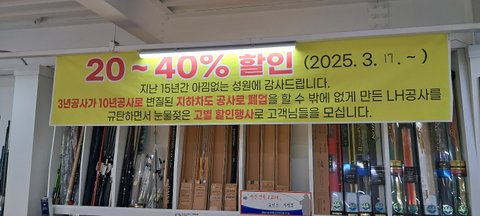 20 ~ 40% 할인 (2025. 3. 17. ~ )
지난 15년간 아낌없는 성원에 감사드립니다.
3년공사가 10년공사로 변질된 지하차도 공사로 폐업을 할 수 밖에 없게 만든 LH공사를
규탄하면서 눈물젖은 고별 할인행사로 고객님들을 모십니다.